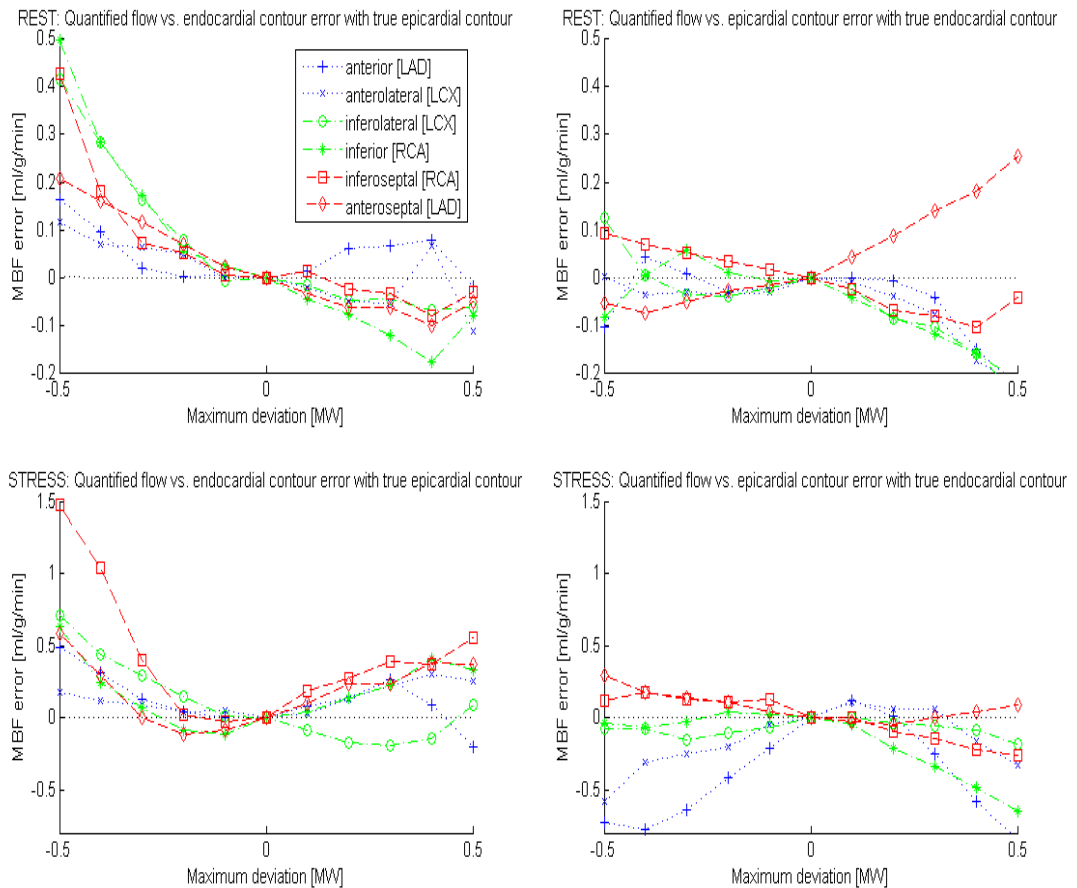 REST: Quantified flow vs. endocardial contour error with true epicardial contour
MBF error [ml/g/min]
0.5
0.4
0.3
0.2
0.1
0
-0.1
-0.2
-0.5
0
0.5
Maximum deviation [MW]
anterior [LAD]
anterolateral [LCX]
inferolateral [LCX]
inferior [RCA]
inferoseptal [RCA]
anteroseptal [LAD]
REST: Quantified flow vs. epicardial contour error with true endocardial contour
MBF error [ml/g/min]
0.5
0.4
0.3
0.2
0.1
0
-0.1
-0.2
-0.5
0
0.5
Maximum deviation [MW]
STRESS: Quantified flow vs. endocardial contour error with true epicardial contour
MBF error [ml/g/min]
1.5
1
0.5
0
-0.5
-0.5
0
0.5
Maximum deviation [MW]
STRESS: Quantified flow vs. epicardial contour error with true endocardial contour
MBF error [ml/g/min]
1.5
1
0.5
0
-0.5
-0.5
0
0.5
Maximum deviation [MW]